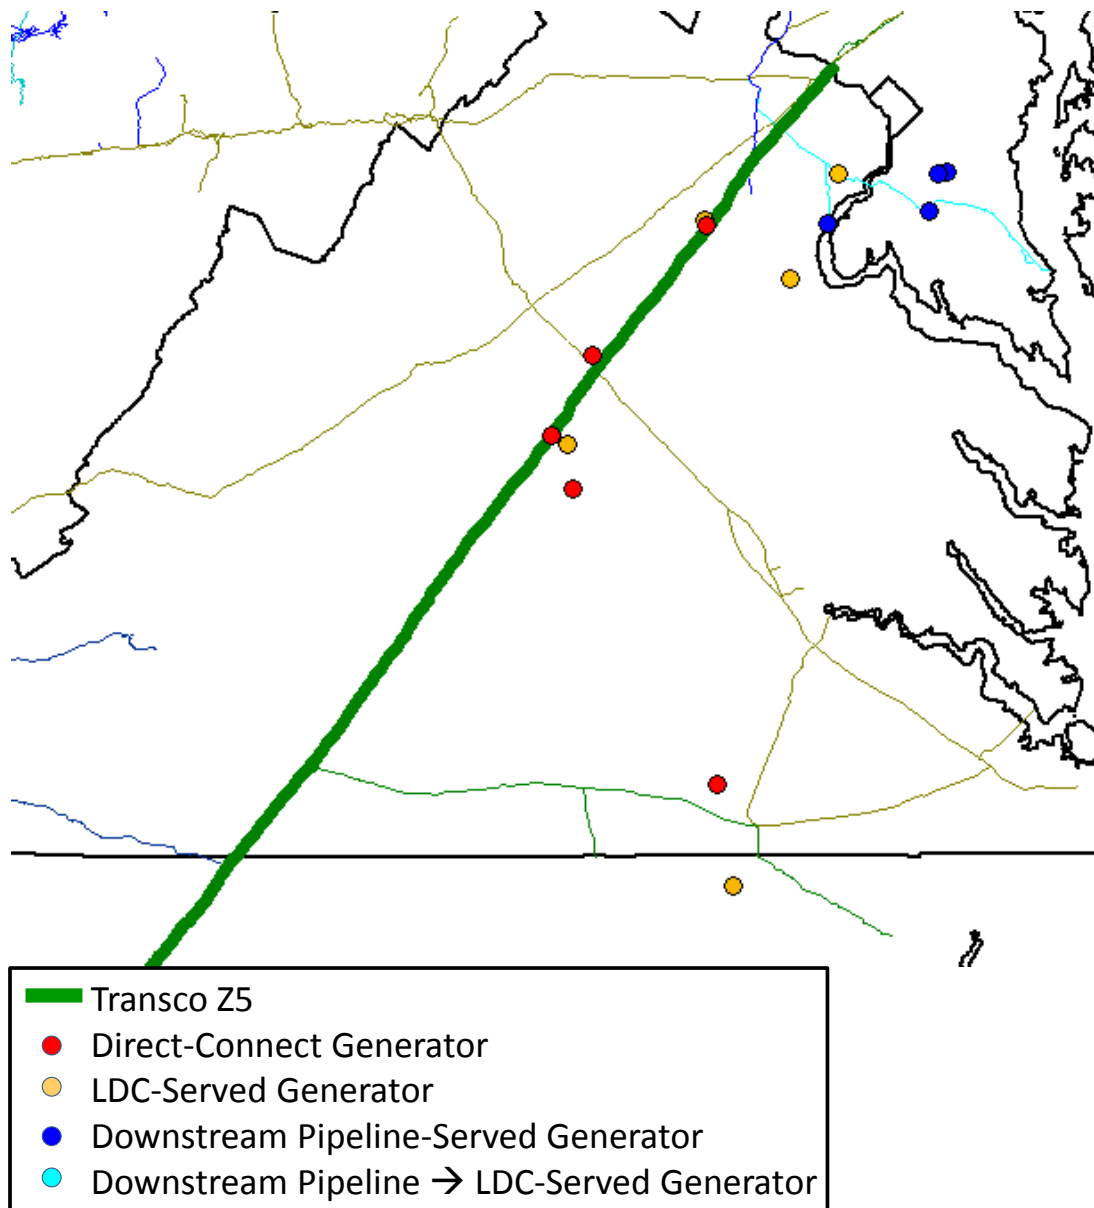 Transco Z5
Direct-Connect Generator
LDC-Served Generator
Downstream Pipeline-Served Generator
Downstream Pipeline → LDC-Served Generator